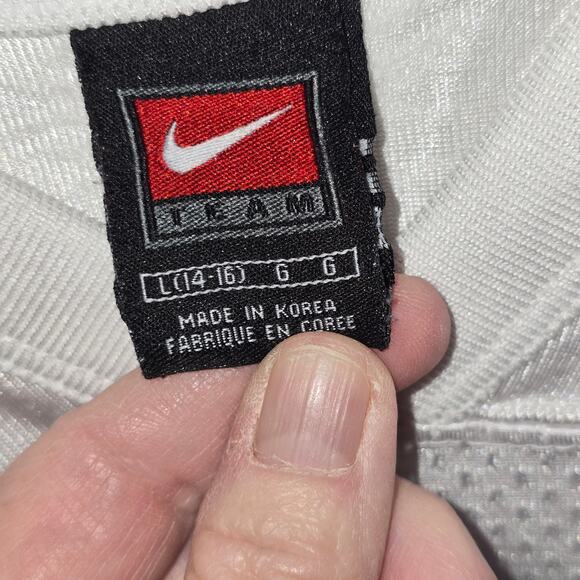 TEAM
L(14-16) G G
MADE IN KOREA
FABRIQUE EN COREE